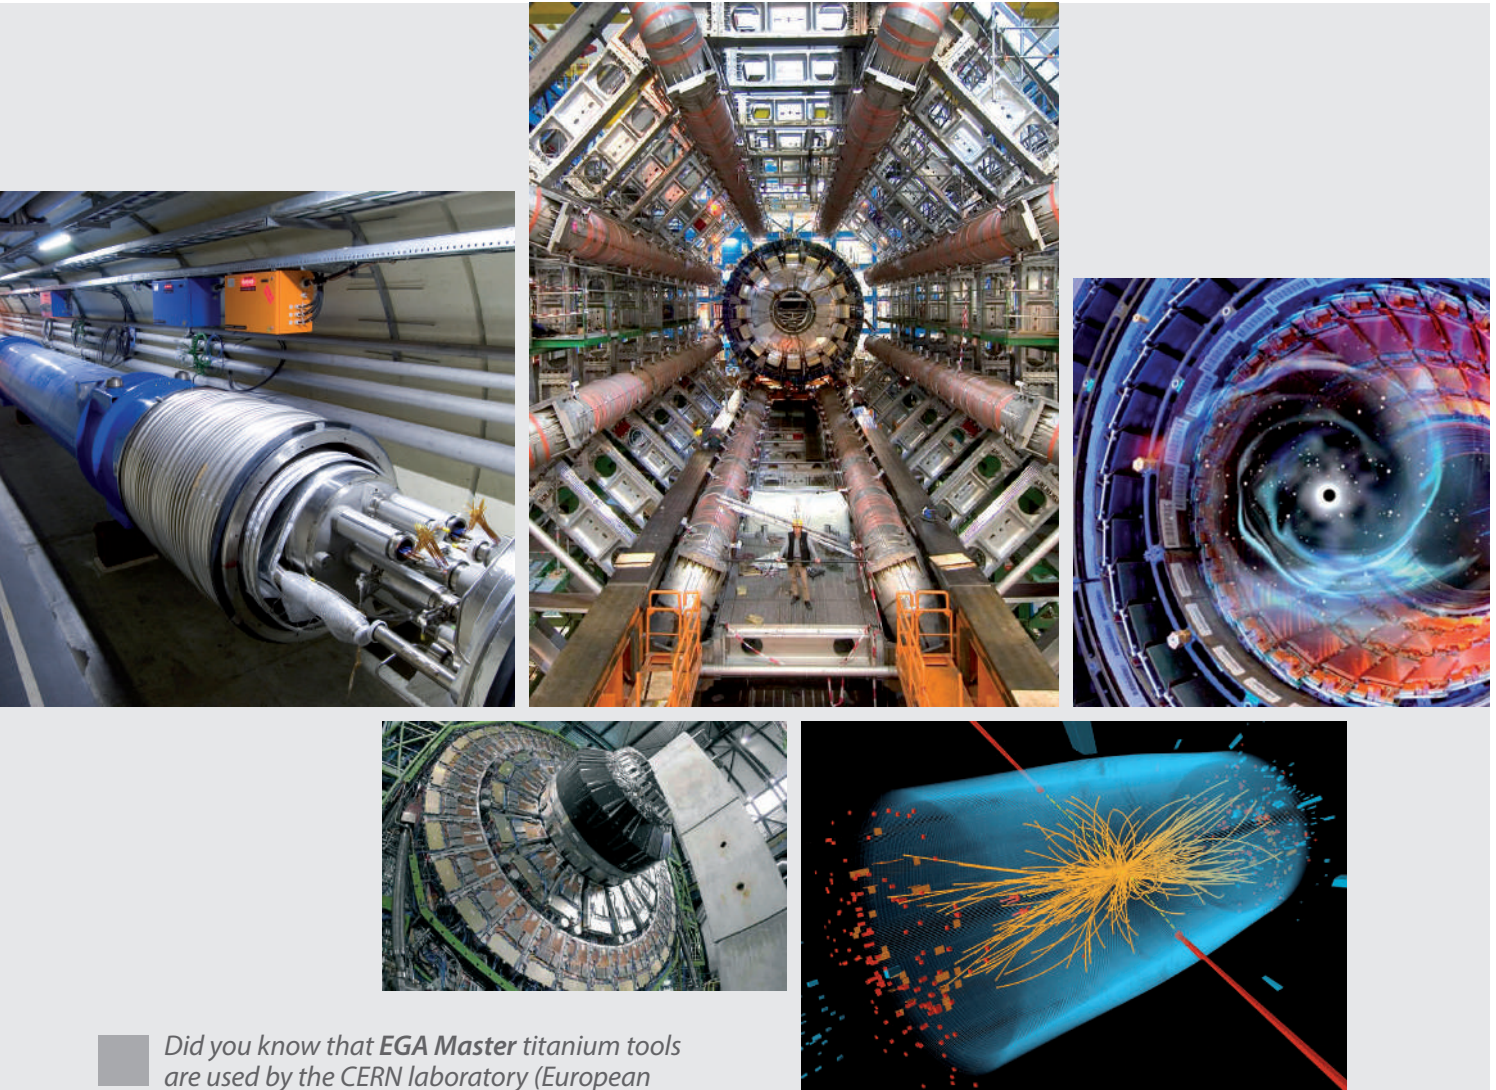 Did you know that EGA Master titanium tools
are used by the CERN laboratory (European